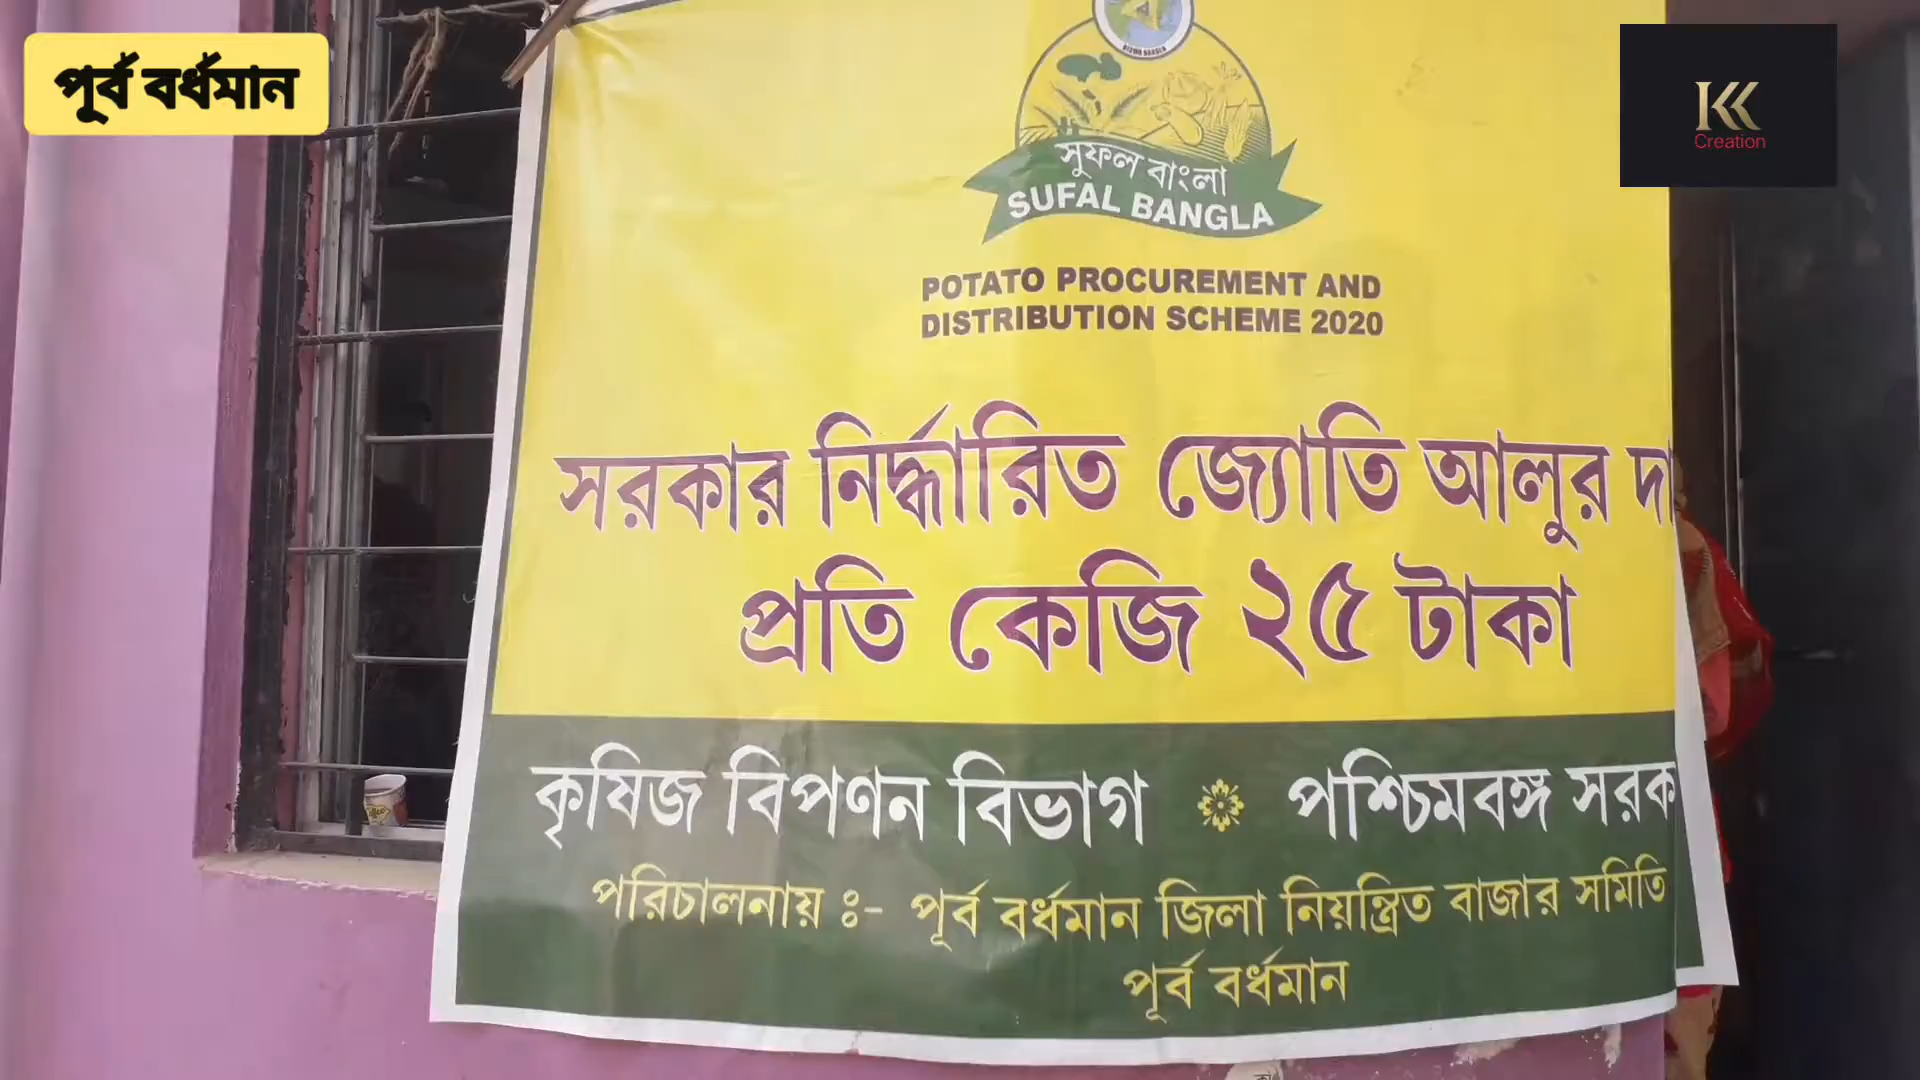 পূর্ব বর্ধমান
KK
Creation
সুফল বাংলা
SUFAL BANGLA
POTATO PROCUREMENT AND
DISTRIBUTION SCHEME 2020
সরকার নির্দ্ধারিত জ্যোতি আলুর দা
প্রতি কেজি ২৫ টাকা
কৃষিজ বিপণন বিভাগ পশ্চিমবঙ্গ সরক
পরিচালনায় ঃ- পূর্ব বর্ধমান জিলা নিয়ন্ত্রিত বাজার সমিতি
পূর্ব বর্ধমান